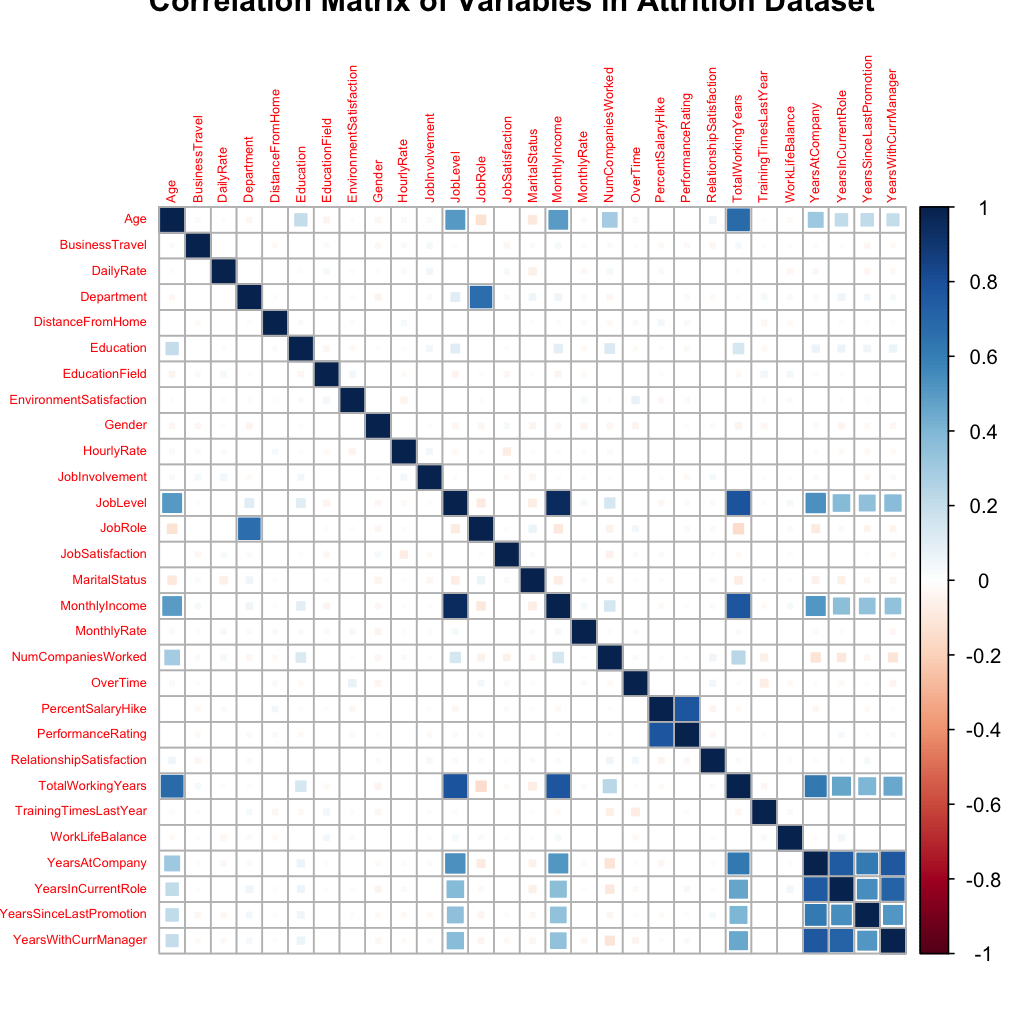 Correlation Matrix of Variables in Attrition Dataset
Age
BusinessTravel
DailyRate
Department
DistanceFromHome
Education
EducationField
EnvironmentSatisfaction
Gender
HourlyRate
JobInvolvement
JobLevel
JobRole
JobSatisfaction
MaritalStatus
MonthlyIncome
MonthlyRate
NumCompaniesWorked
OverTime
PercentSalaryHike
PerformanceRating
RelationshipSatisfaction
TotalWorkingYears
TrainingTimesLastYear
WorkLifeBalance
YearsAtCompany
YearsInCurrentRole
YearsSinceLastPromotion
YearsWithCurrManager
Age
BusinessTravel
DailyRate
Department
DistanceFromHome
Education
EducationField
EnvironmentSatisfaction
Gender
HourlyRate
JobInvolvement
JobLevel
JobRole
JobSatisfaction
MaritalStatus
MonthlyIncome
MonthlyRate
NumCompaniesWorked
OverTime
PercentSalaryHike
PerformanceRating
RelationshipSatisfaction
TotalWorkingYears
TrainingTimesLastYear
WorkLifeBalance
YearsAtCompany
YearsInCurrentRole
YearsSinceLastPromotion
YearsWithCurrManager
1
0.8
0.6
0.4
0.2
0
-0.2
-0.4
-0.6
-0.8
-1